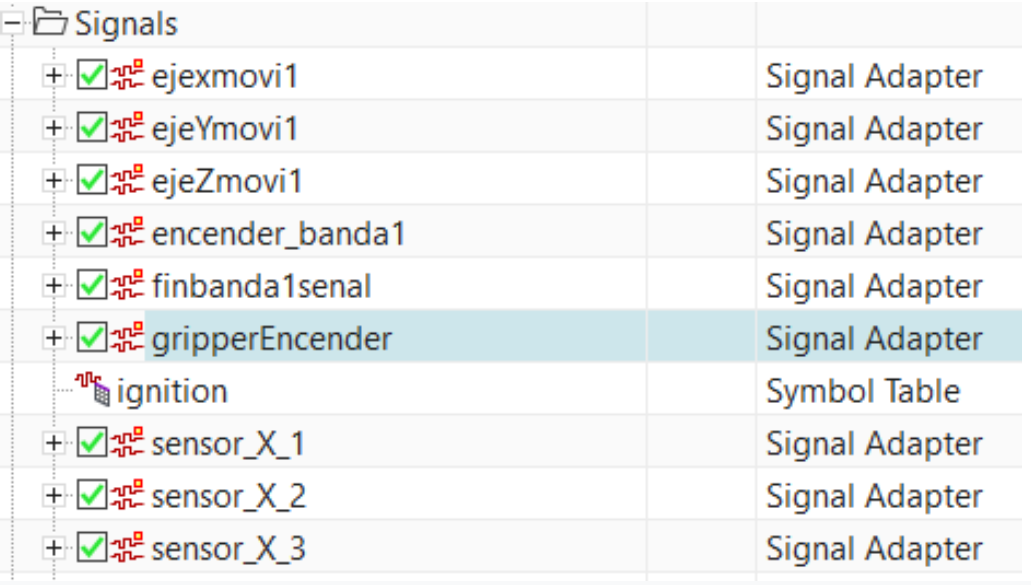 Signals
ejexmovi1 Signal Adapter
ejeYmovi1 Signal Adapter
ejeZmovi1 Signal Adapter
encender_banda1 Signal Adapter
finbanda1senal Signal Adapter
gripperEncender Signal Adapter
ignition Symbol Table
sensor_X_1 Signal Adapter
sensor_X_2 Signal Adapter
sensor_X_3 Signal Adapter